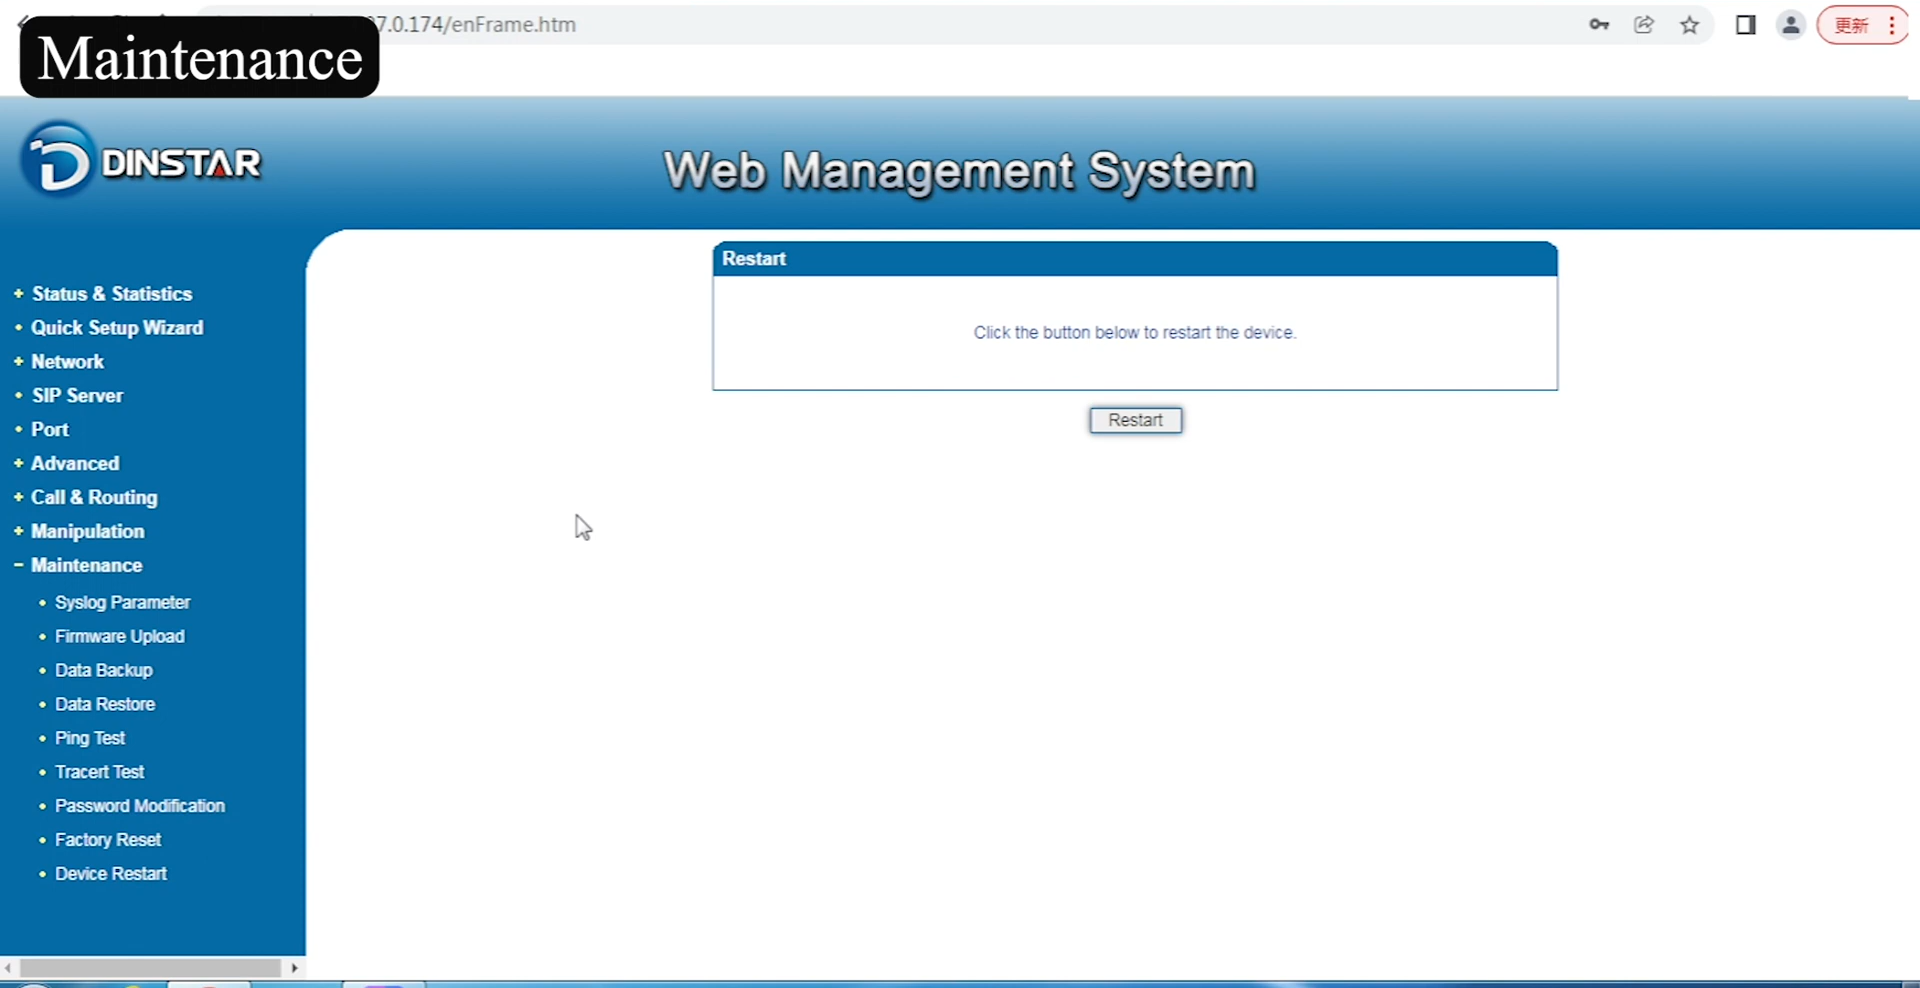 7.0.174/enFrame.htm
更新
Maintenance
DINSTAR
Web Management System
Restart
Click the button below to restart the device.
Restart
+ Status & Statistics
• Quick Setup Wizard
+ Network
• SIP Server
• Port
+ Advanced
+ Call & Routing
+ Manipulation
− Maintenance
• Syslog Parameter
• Firmware Upload
• Data Backup
• Data Restore
• Ping Test
• Tracert Test
• Password Modification
• Factory Reset
• Device Restart